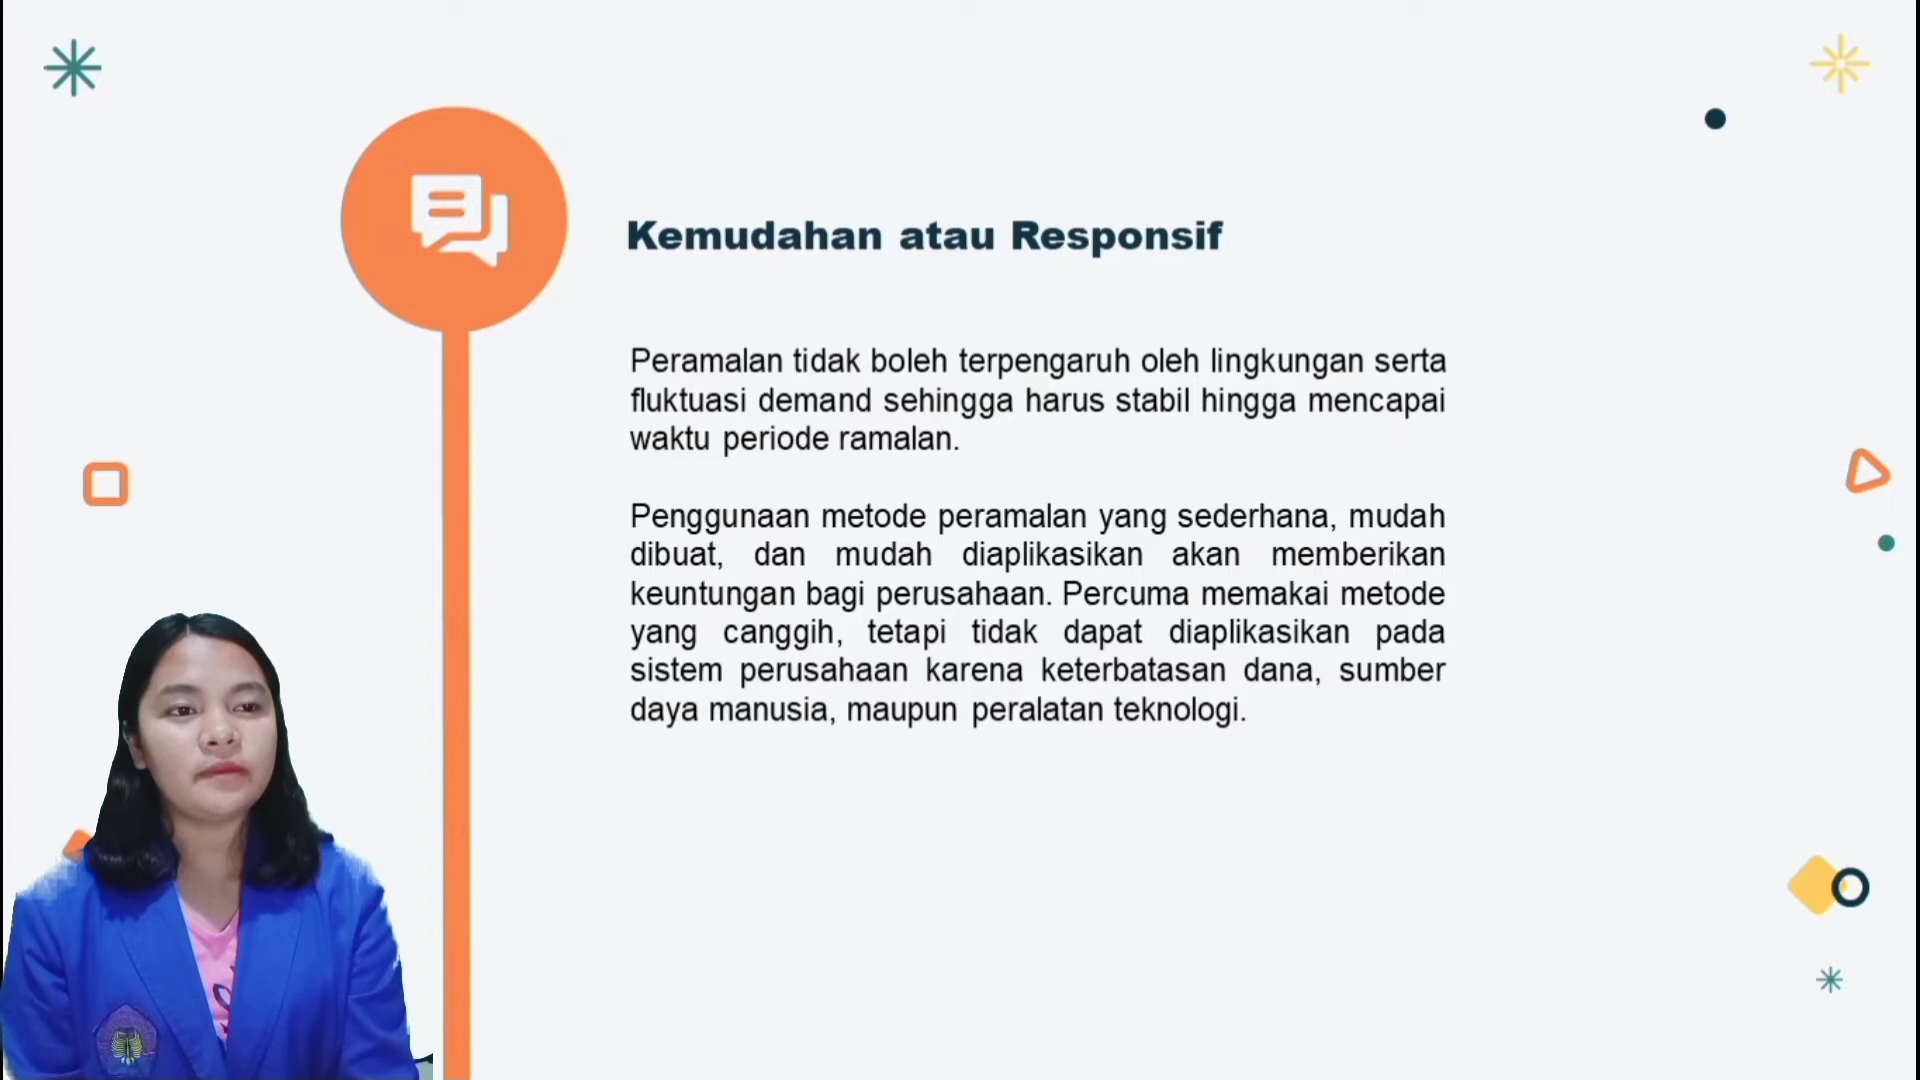 Kemudahan atau Responsif
Peramalan tidak boleh terpengaruh oleh lingkungan serta
fluktuasi demand sehingga harus stabil hingga mencapai
waktu periode ramalan.
Penggunaan metode peramalan yang sederhana, mudah
dibuat, dan mudah diaplikasikan akan memberikan
keuntungan bagi perusahaan. Percuma memakai metode
yang canggih, tetapi tidak dapat diaplikasikan pada
sistem perusahaan karena keterbatasan dana, sumber
daya manusia, maupun peralatan teknologi.